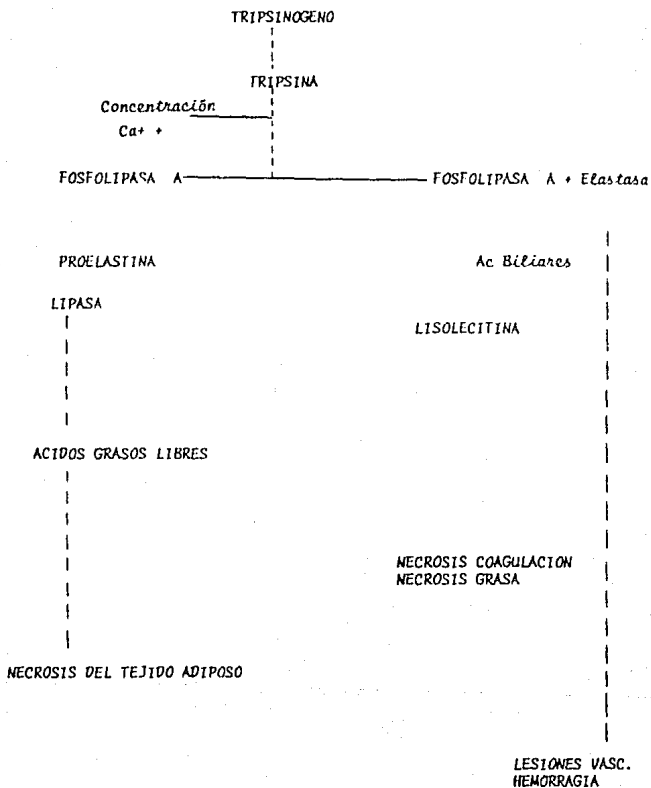 TRIPSINOGENO
TRIPSINA
Concentración
Ca+ +
FOSFOLIPASA A
FOSFOLIPASA A + Elastasa
PROELASTINA
Ac Biliares
LIPASA
LISOLECITINA
ACIDOS GRASOS LIBRES
NECROSIS COAGULACION
NECROSIS GRASA
NECROSIS DEL TEJIDO ADIPOSO
LESIONES VASC.
HEMORRAGIA